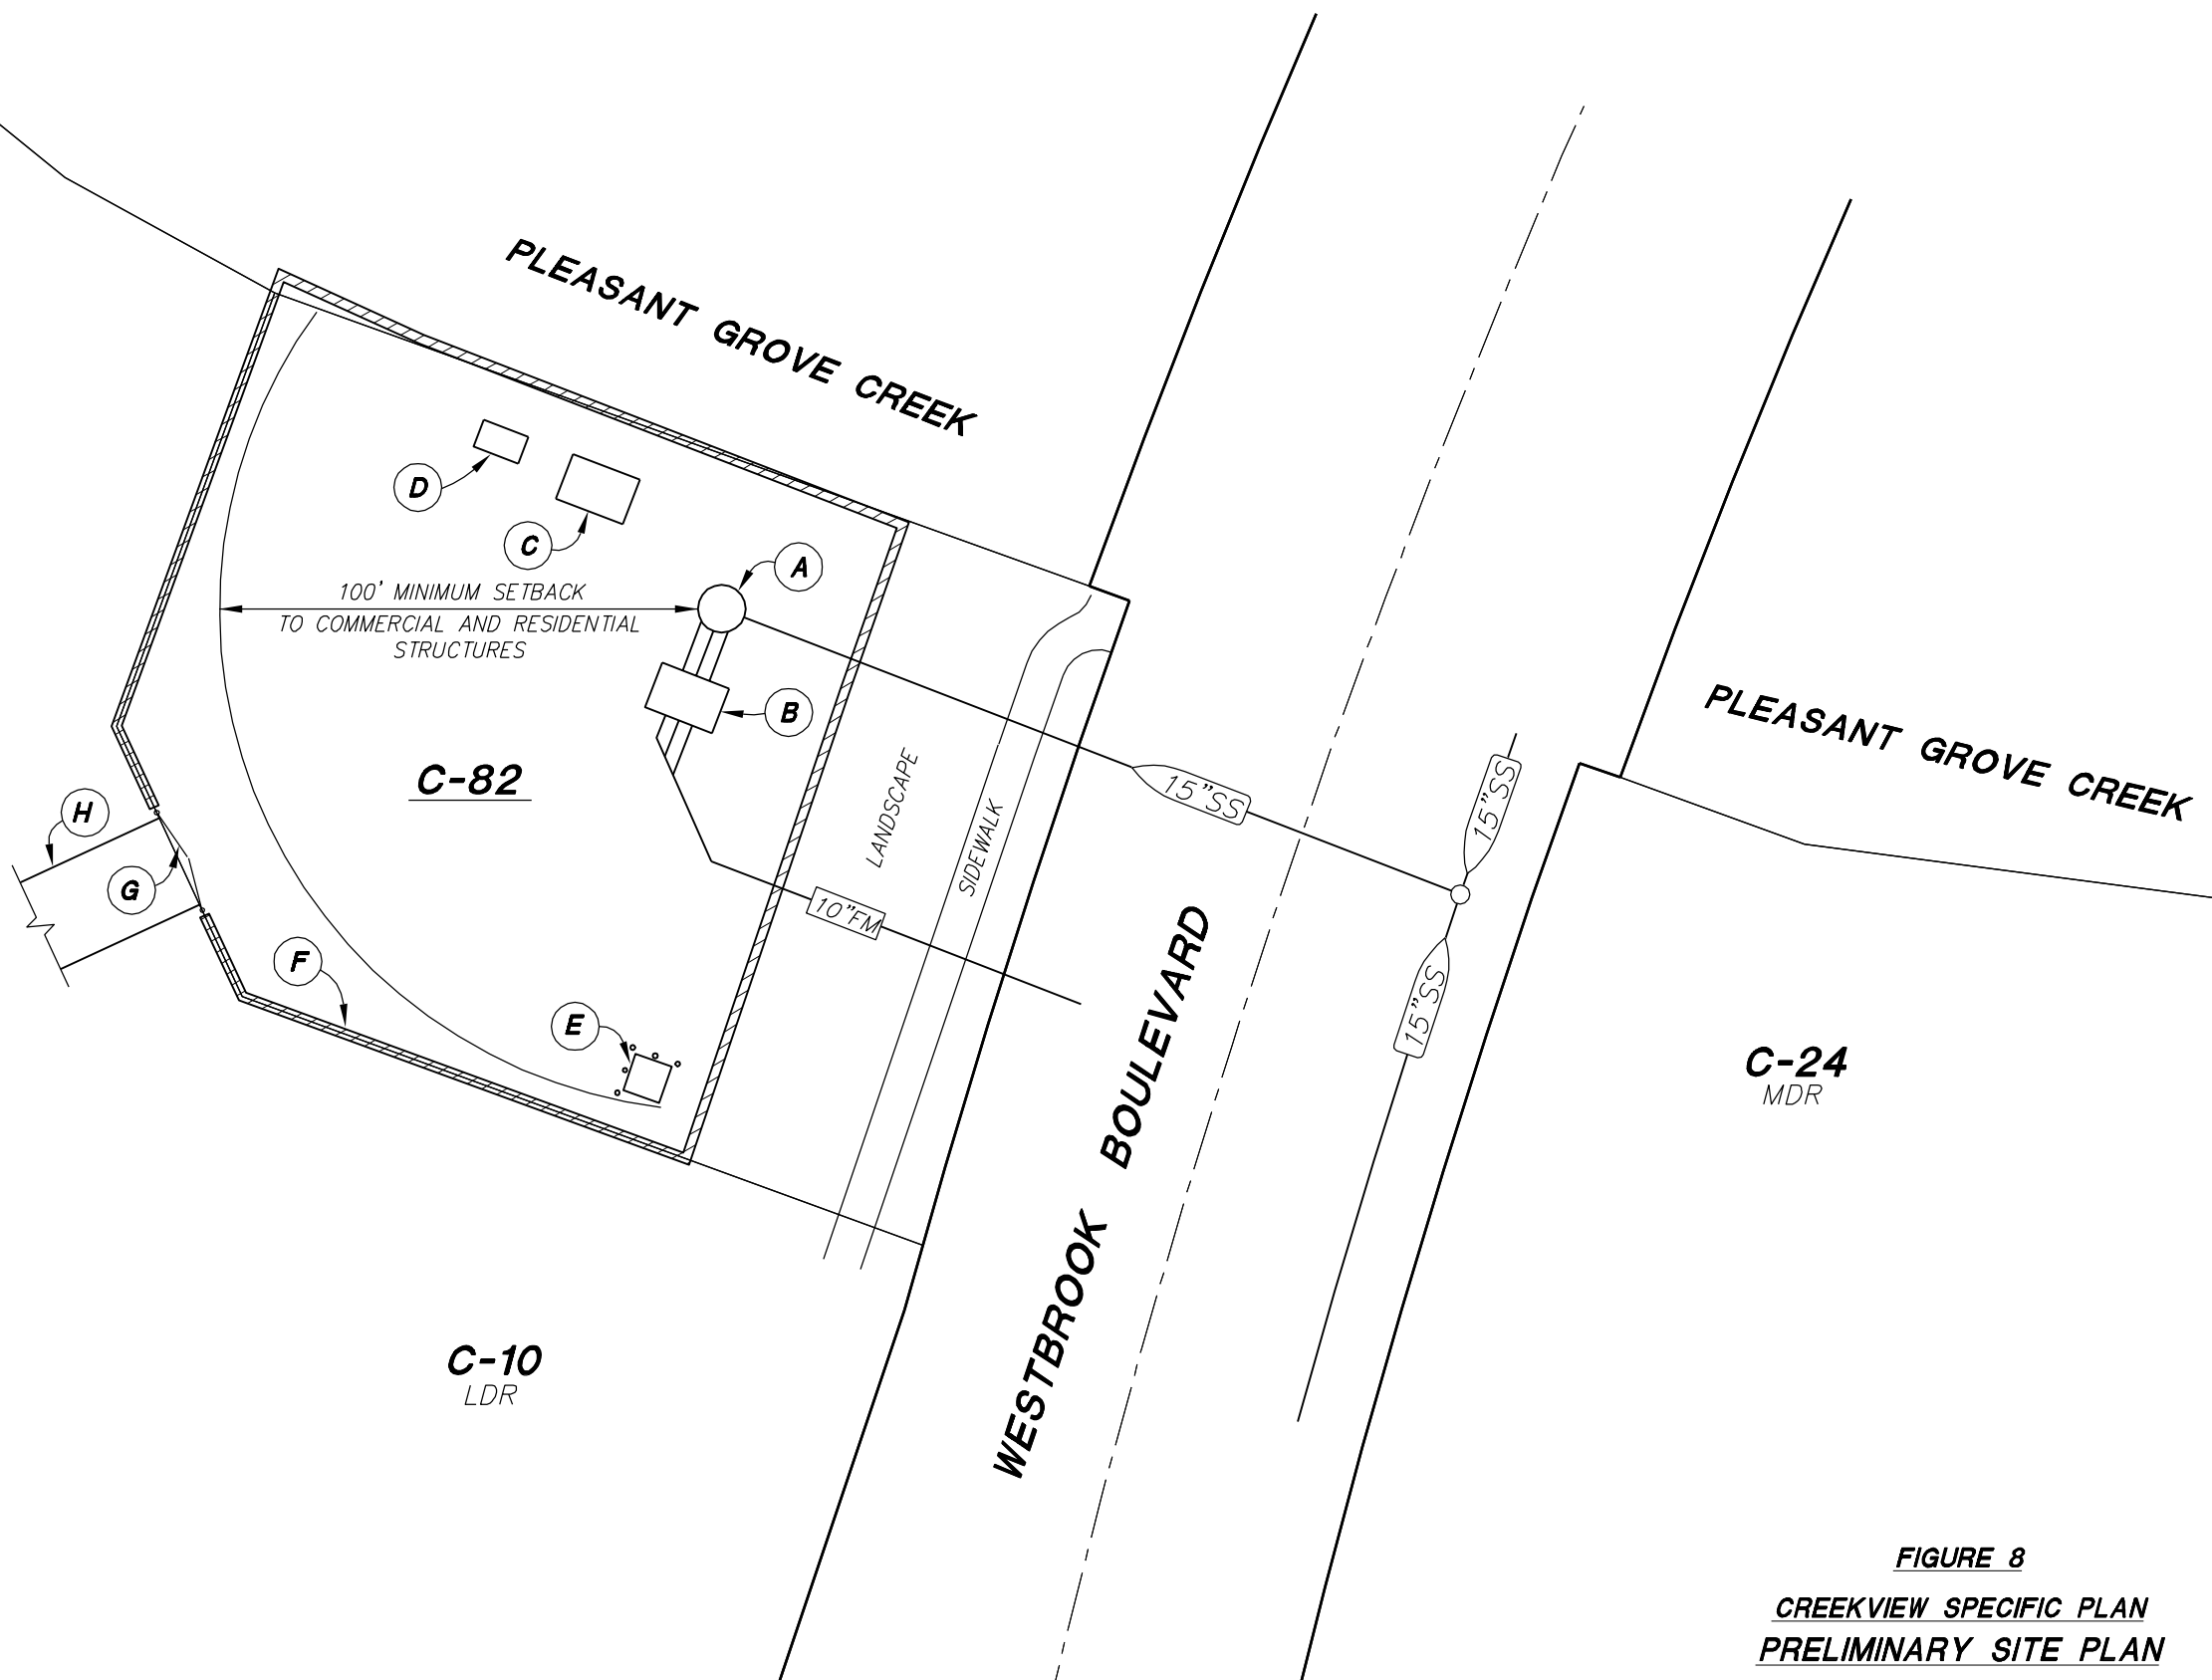 PLEASANT GROVE CREEK
D
C
A
100' MINIMUM SETBACK
TO COMMERCIAL AND RESIDENTIAL
STRUCTURES
B
PLEASANT GROVE CREEK
C-82
LANDSCAPE
SIDEWALK
15"SS
15"SS
H
G
10"FM
15"SS
F
E
WESTBROOK BOULEVARD
C-24
MDR
C-10
LDR
FIGURE 8
CREEKVIEW SPECIFIC PLAN
PRELIMINARY SITE PLAN